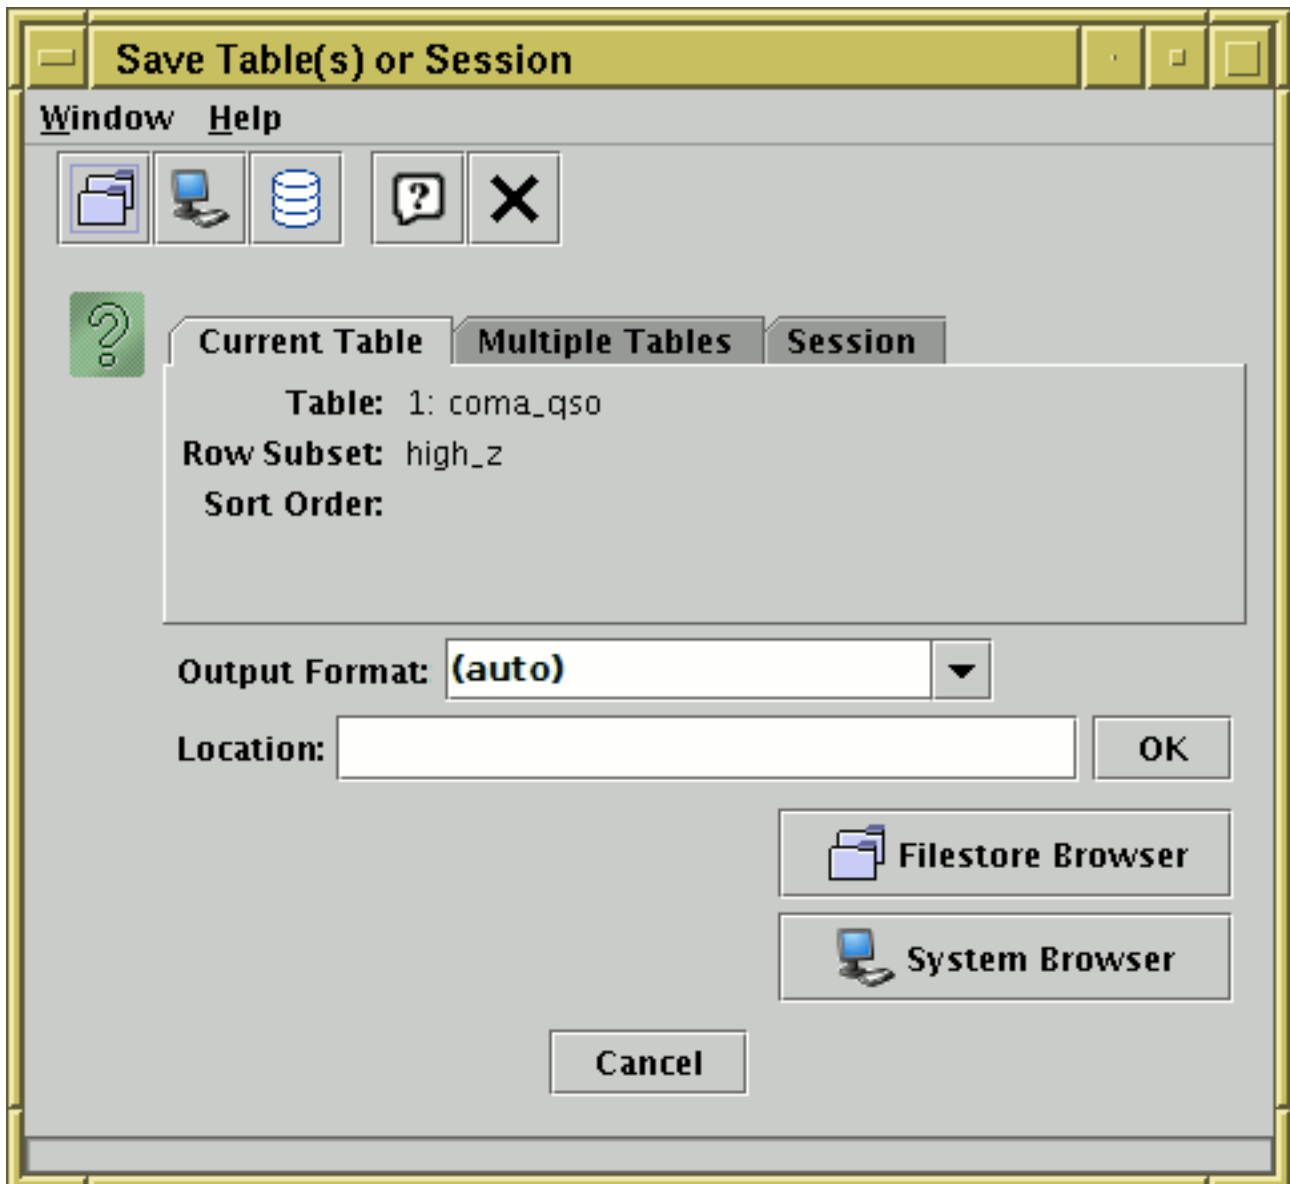 Save Table(s) or Session
Window Help
Current Table Multiple Tables Session
Table: 1: coma_qso
Row Subset: high_z
Sort Order:
Output Format: (auto)
Location: OK
Filestore Browser
System Browser
Cancel